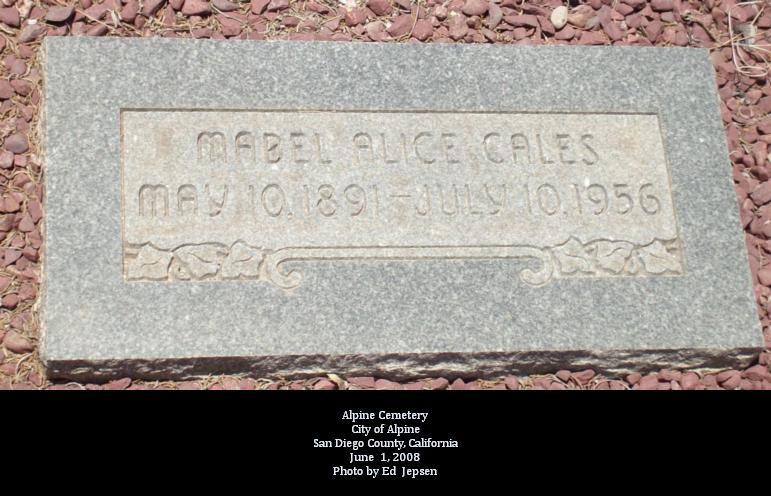 MABEL ALICE CALES
MAY 10, 1891-JULY 10, 1956
Alpine Cemetery
City of Alpine
San Diego County, California
June 1, 2008
Photo by Ed Jepsen